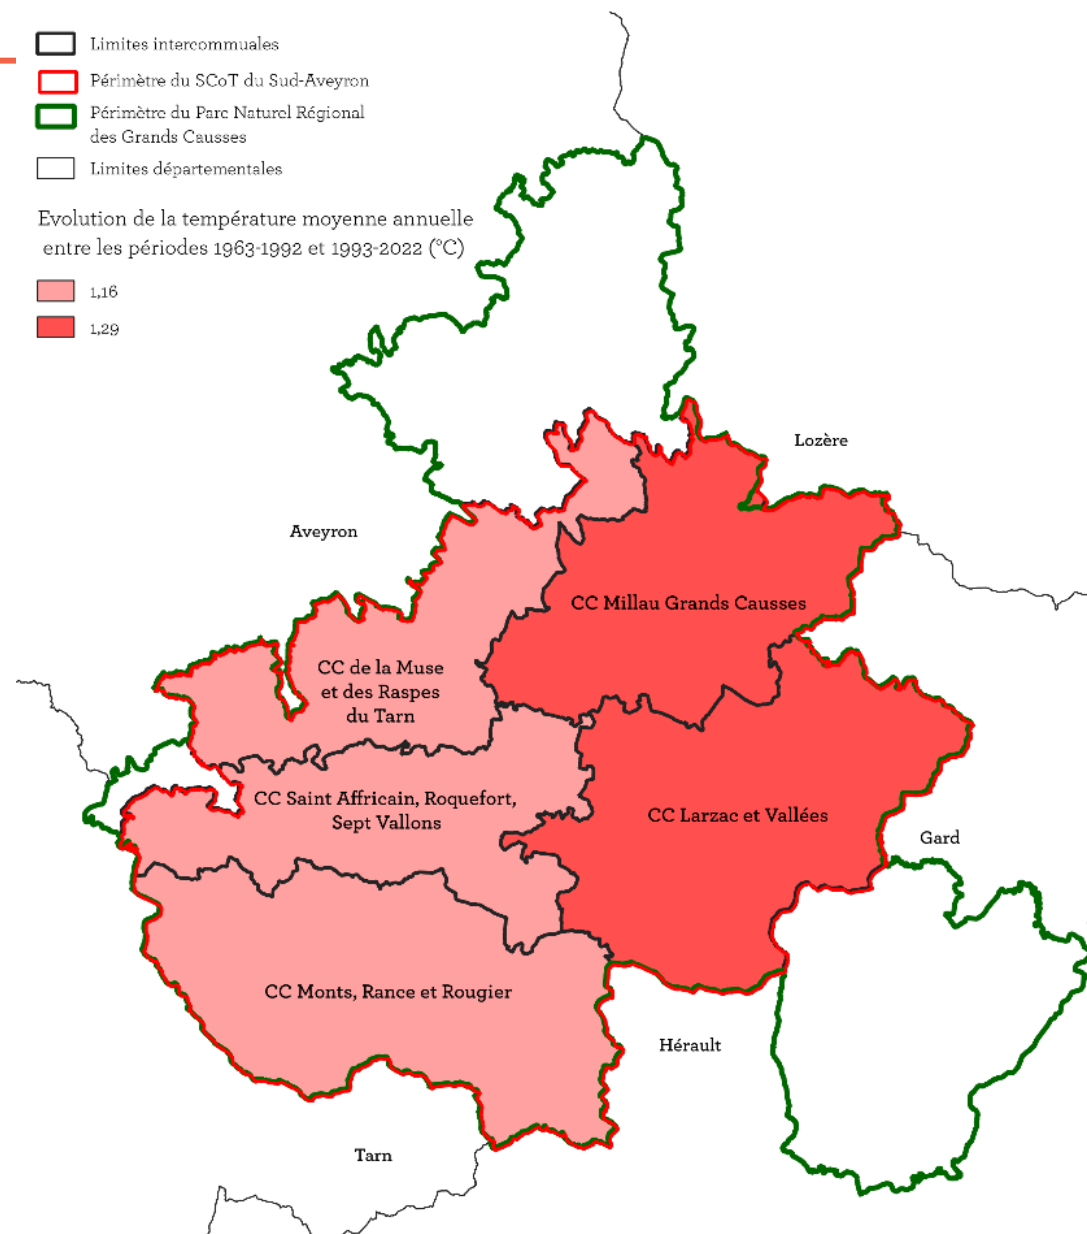 Limites intercommuales
Périmètre du SCoT du Sud-Aveyron
Périmètre du Parc Naturel Régional
des Grands Causses
Limites départementales
Evolution de la température moyenne annuelle
entre les périodes 1963-1992 et 1993-2022 (°C)
1,16
1,29
Lozère
Aveyron
CC Millau Grands Causses
CC de la Muse
et des Raspes
du Tarn
CC Saint Affricain, Roquefort,
Sept Vallons
CC Larzac et Vallées
Gard
CC Monts, Rance et Rougier
Hérault
Tarn